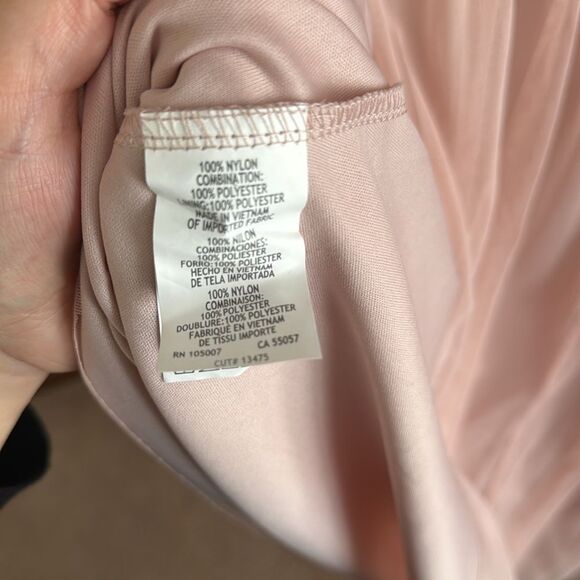 100% NYLON
COMBINATION:
100% POLYESTER
LINING:100% POLYESTER
MADE IN VIETNAM
OF IMPORTED FABRIC
100% NILON
COMBINACIONES:
100% POLIESTER
FORRO:100% POLIESTER
HECHO EN VIETNAM
DE TELA IMPORTADA
100% NYLON
COMBINAISON:
100% POLYESTER
DOUBLURE:100% POLYESTER
FABRIQUÉ EN VIETNAM
DE TISSU IMPORTE
RN 105007 CA 55057
CUT# 13475